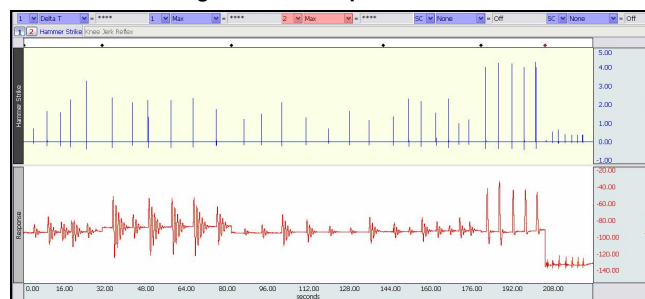 1 Delta T = **** 1 Max = **** 2 Max = **** SC None = Off SC None = Off
1 2 Hammer Strike Knee Jerk Reflex
Hammer Strike
5.00
4.00
3.00
2.00
1.00
0.00
-1.00
Response
-20.00
-40.00
-60.00
-80.00
-100.00
-120.00
-140.00
0.00 16.00 32.00 48.00 64.00 80.00 96.00 112.00 128.00 144.00 160.00 176.00 192.00 208.00
seconds